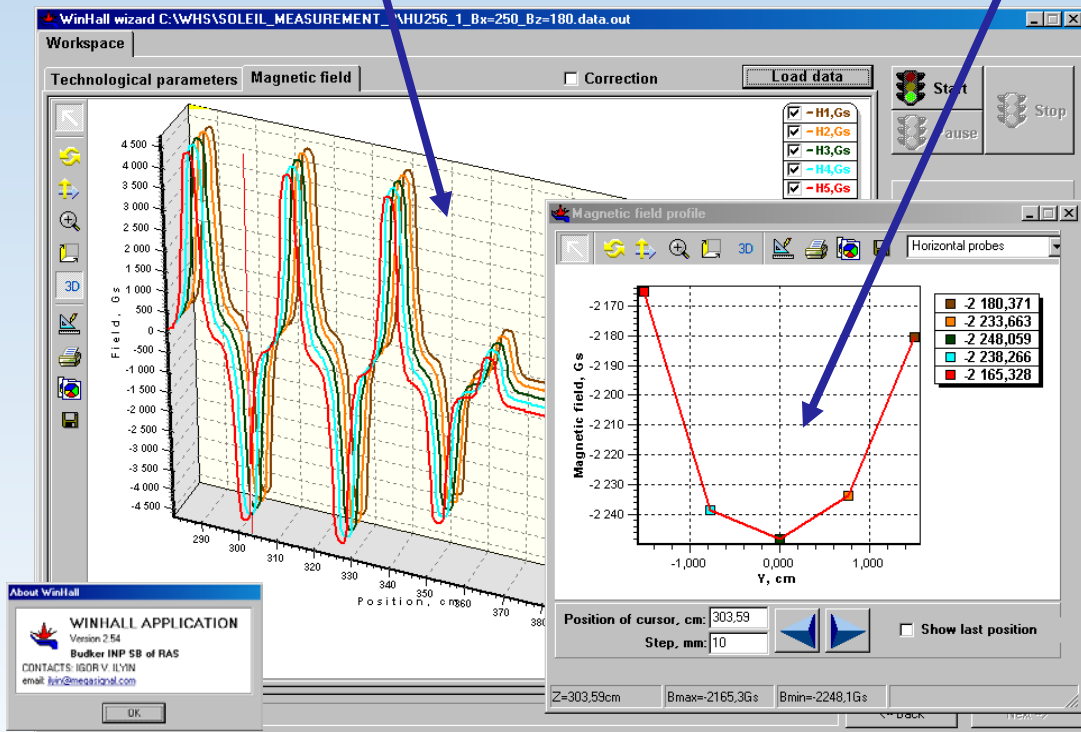 WinHall wizard C:\WHS\SOLEIL_MEASUREMENT_ \HU256_1_Bx=250_Bz=180.data.out
Workspace
Technological parameters Magnetic field Correction Load data
Start
Pause
Stop
H1,Gs
H2,Gs
H3,Gs
H4,Gs
H5,Gs
Field, Gs
4 500
4 000
3 500
3 000
2 500
2 000
1 500
1 000
500
0
-500
-1 000
-1 500
-2 000
-2 500
-3 000
-3 500
-4 000
-4 500
3D
290 300 310 320 330 340 350 360 370 380
Position, cm
Magnetic field profile
3D
Horizontal probes
Magnetic field, Gs
-2 170
-2 180
-2 190
-2 200
-2 210
-2 220
-2 230
-2 240
-1,000 0,000 1,000
Y, cm
-2 180,371
-2 233,663
-2 248,059
-2 238,266
-2 165,328
Position of cursor, cm: 303,59
Step, mm: 10
Show last position
Z=303,59cm Bmax=-2165,3Gs Bmin=-2248,1Gs
<-- Back Next -->
About WinHall
WINHALL APPLICATION
Version 2.54
Budker INP SB of RAS
CONTACTS: IGOR V. ILYIN
email: ilyin@megasignal.com
OK